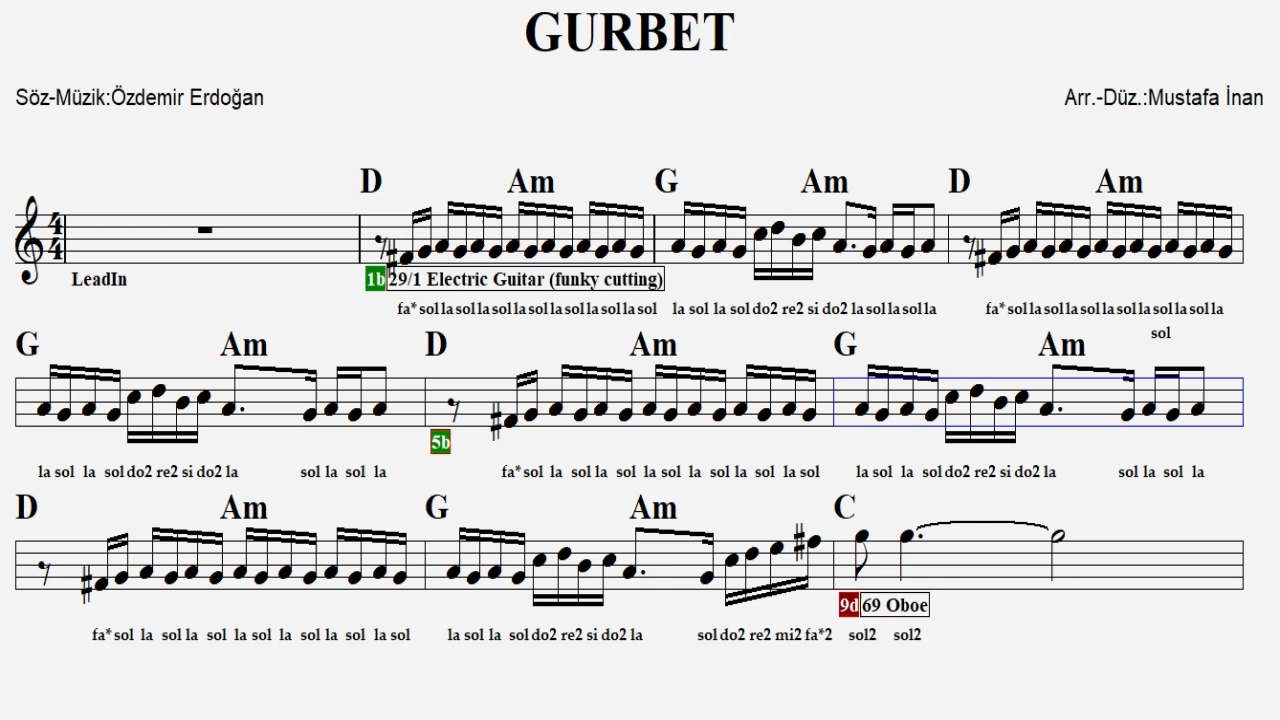 GURBET
Söz-Müzik:Özdemir Erdoğan
Arr.-Düz.:Mustafa İnan
D Am G Am D Am
4 4
LeadIn
1b 29/1 Electric Guitar (funky cutting)
fa* sol la sol la sol la sol la sol la sol la sol la sol la sol do2 re2 si do2 la sol la sol la fa* sol la sol la sol la sol la sol la sol la
sol
G Am D Am G Am
5b
la sol la sol do2 re2 si do2 la sol la sol la fa* sol la sol la sol la sol la sol la sol la sol la sol la sol do2 re2 si do2 la sol la sol la
D Am G Am C
9d 69 Oboe
fa* sol la sol la sol la sol la sol la sol la sol la sol la sol do2 re2 si do2 la sol do2 re2 mi2 fa*2 sol2 sol2